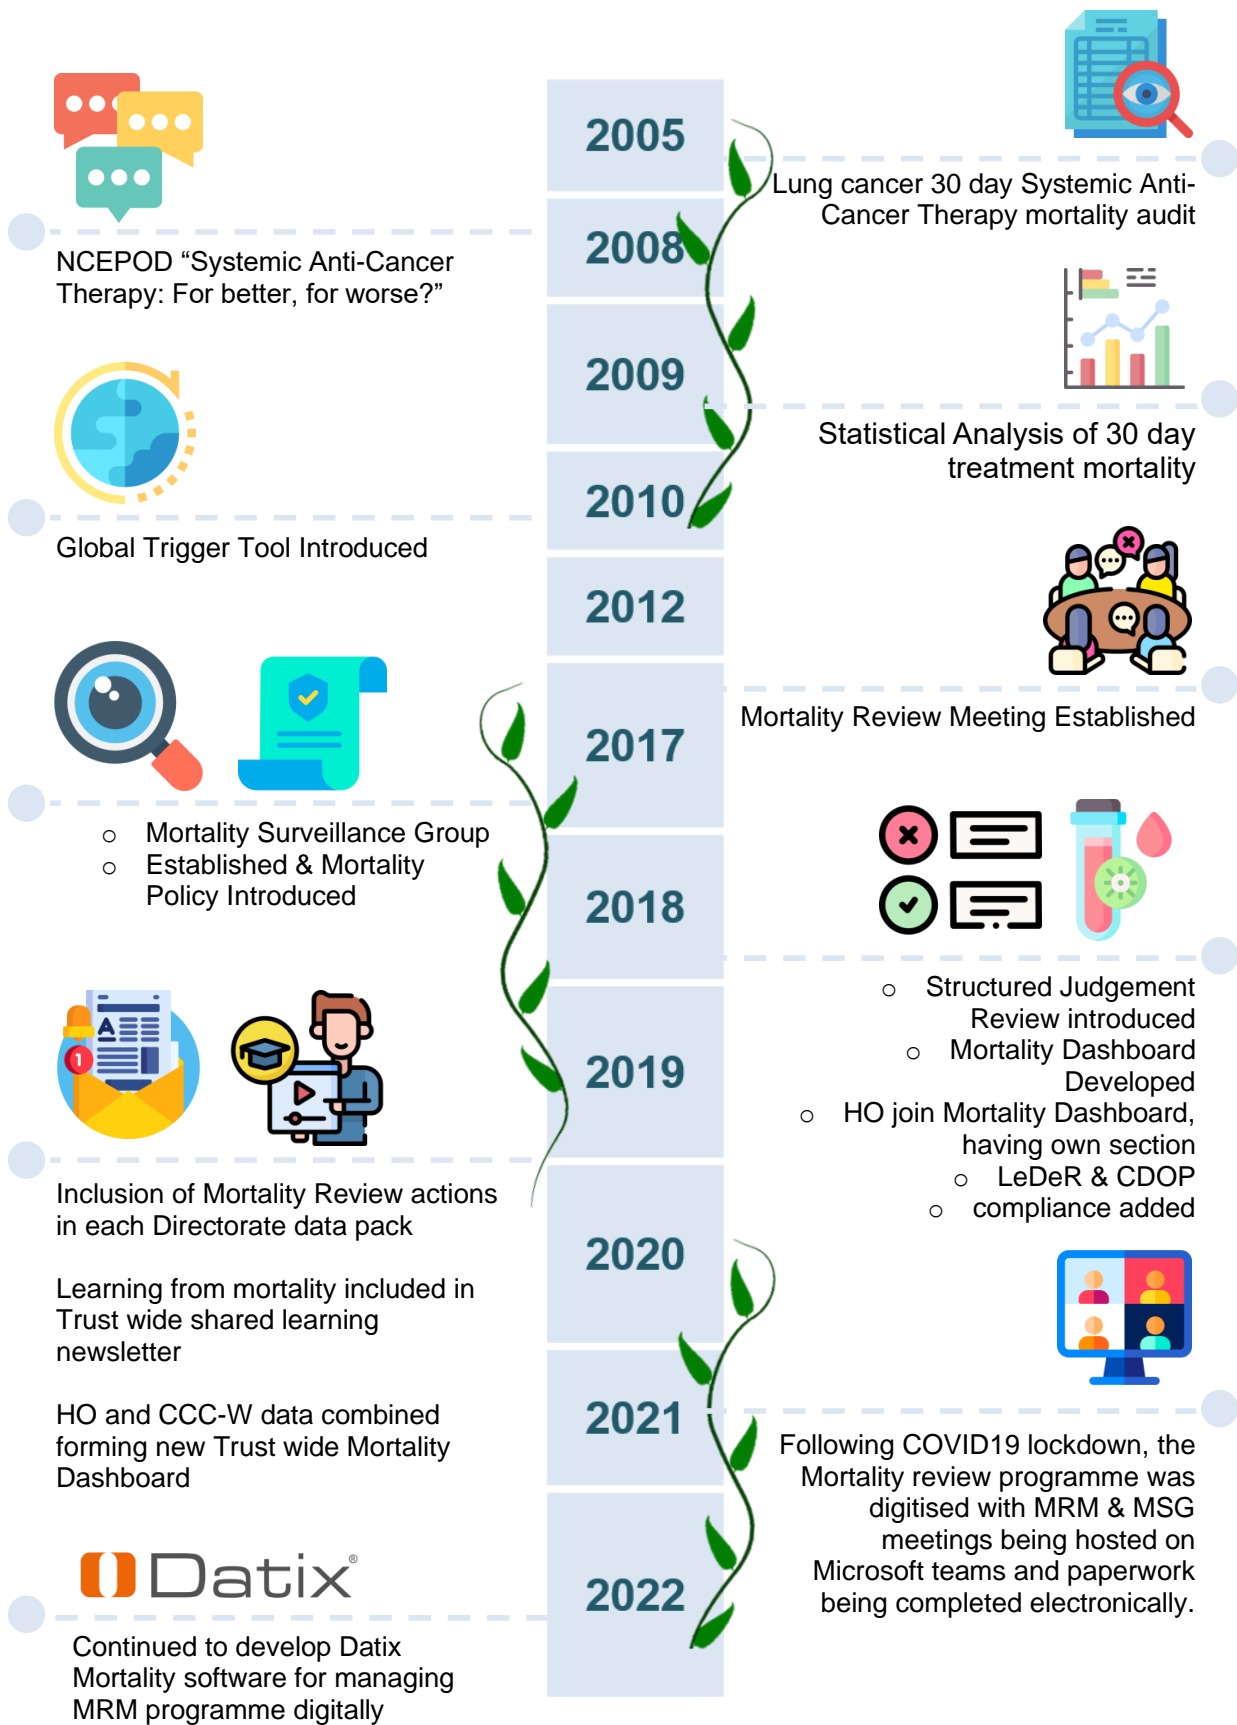 2005
Lung cancer 30 day Systemic Anti-
Cancer Therapy mortality audit
2008
NCEPOD “Systemic Anti-Cancer
Therapy: For better, for worse?”
2009
Statistical Analysis of 30 day
treatment mortality
2010
Global Trigger Tool Introduced
2012
Mortality Review Meeting Established
2017
o Mortality Surveillance Group
o Established & Mortality
Policy Introduced
2018
o Structured Judgement
Review introduced
o Mortality Dashboard
Developed
o HO join Mortality Dashboard,
having own section
o LeDeR & CDOP
o compliance added
2019
A
1
Inclusion of Mortality Review actions
in each Directorate data pack
Learning from mortality included in
Trust wide shared learning
newsletter
HO and CCC-W data combined
forming new Trust wide Mortality
Dashboard
2020
2021
Following COVID19 lockdown, the
Mortality review programme was
digitised with MRM & MSG
meetings being hosted on
Microsoft teams and paperwork
being completed electronically.
2022
Datix®
Continued to develop Datix
Mortality software for managing
MRM programme digitally